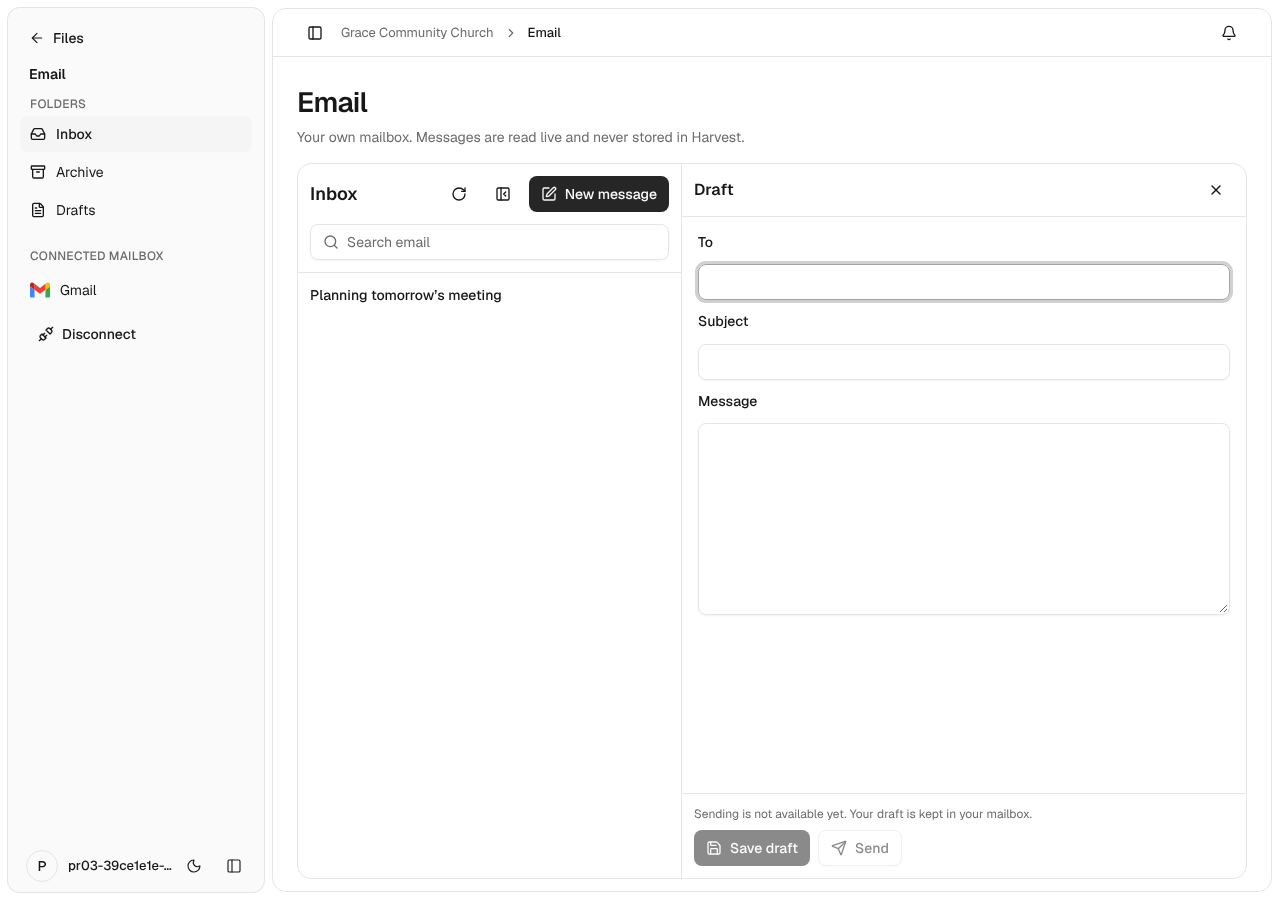 Files
Email
FOLDERS
Inbox
Archive
Drafts
CONNECTED MAILBOX
Gmail
Disconnect
P pr03-39ce1e1e-…
Grace Community Church > Email
Email
Your own mailbox. Messages are read live and never stored in Harvest.
Inbox
New message
Search email
Planning tomorrow’s meeting
Draft
To
Subject
Message
Sending is not available yet. Your draft is kept in your mailbox.
Save draft
Send